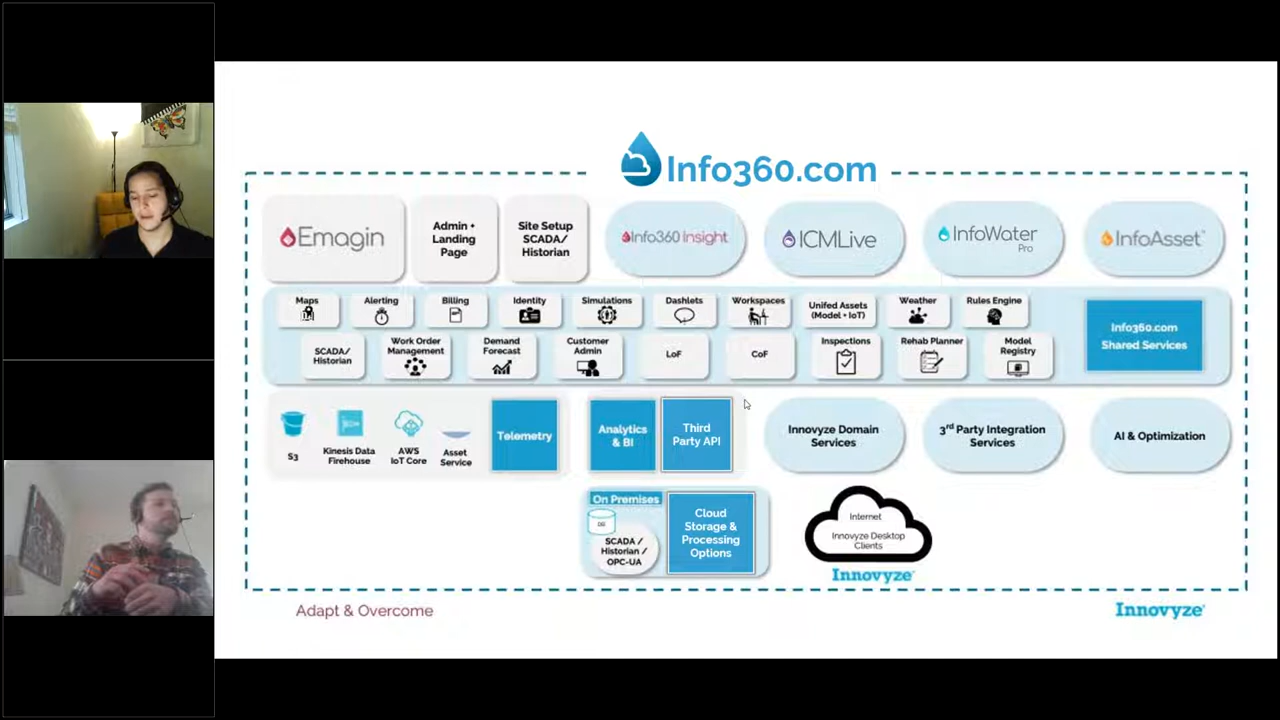 Info360.com
Emagin
Admin +
Landing
Page
Site Setup
SCADA/
Historian
Info360 Insight
ICMLive
InfoWater
Pro
InfoAsset
Maps
Alerting
Billing
Identity
Simulations
Dashlets
Workspaces
Unifed Assets
(Model + IoT)
Weather
Rules Engine
Info360.com
Shared Services
SCADA/
Historian
Work Order
Management
Demand
Forecast
Customer
Admin
LoF
CoF
Inspections
Rehab Planner
Model
Registry
S3
Kinesis Data
Firehouse
AWS
IoT Core
Asset
Service
Telemetry
Analytics
& BI
Third
Party API
Innovyze Domain
Services
3rd Party Integration
Services
AI & Optimization
On Premises
DB
SCADA /
Historian /
OPC-UA
Cloud
Storage &
Processing
Options
Internet
Innovyze Desktop
Clients
Innovyze
Adapt & Overcome
Innovyze